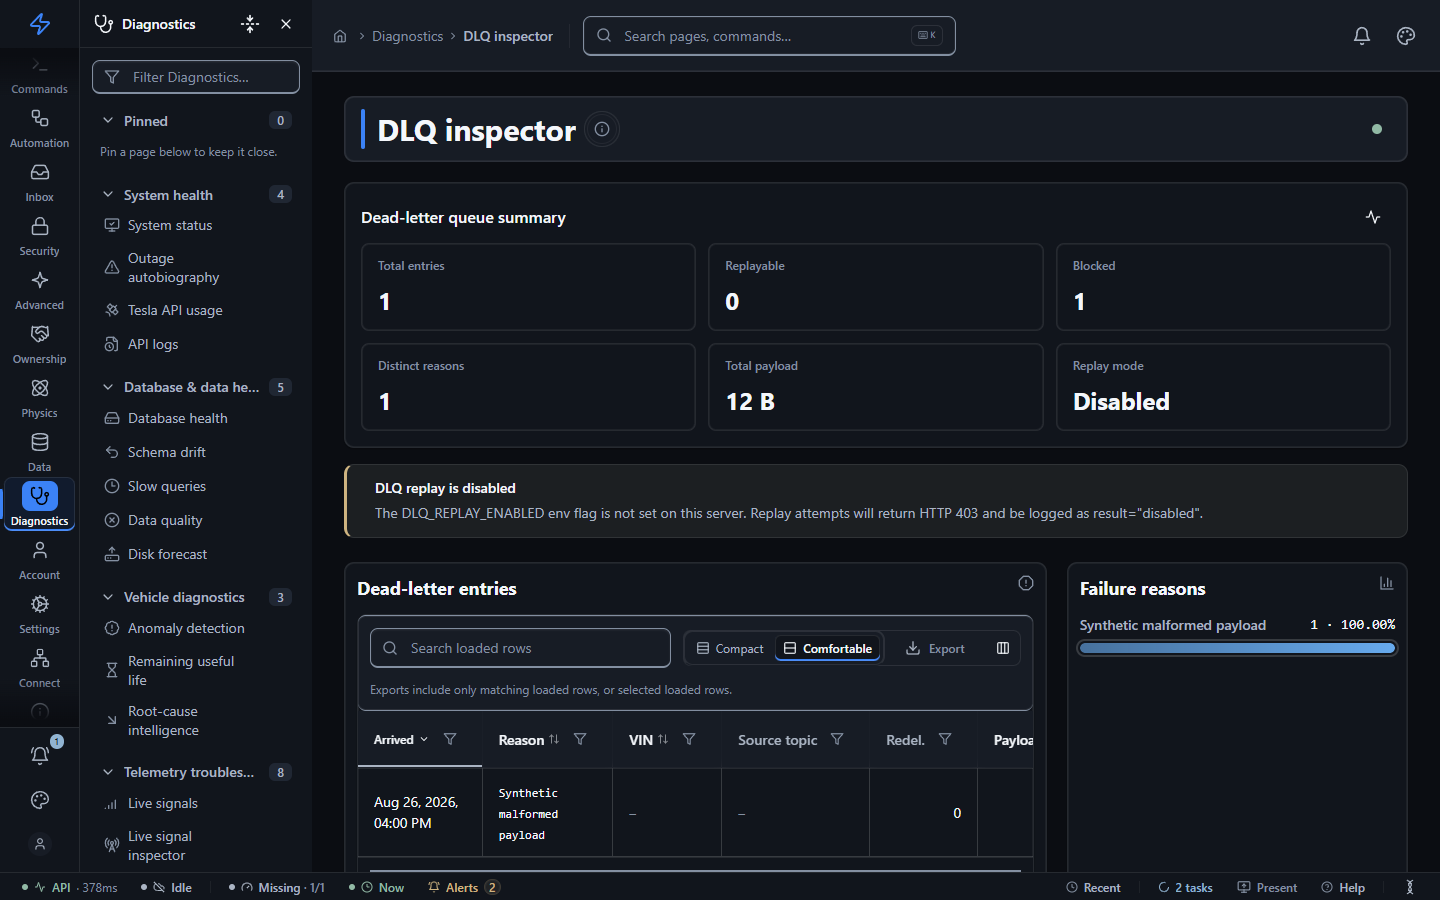 Diagnostics
Diagnostics
DLQ inspector
Search pages, commands...
K
Commands
Automation
Inbox
Security
Advanced
Ownership
Physics
Data
Diagnostics
Account
Settings
Connect
1
Filter Diagnostics...
Pinned
0
Pin a page below to keep it close.
System health
4
System status
Outage
autobiography
Tesla API usage
API logs
Database & data he...
5
Database health
Schema drift
Slow queries
Data quality
Disk forecast
Vehicle diagnostics
3
Anomaly detection
Remaining useful
life
Root-cause
intelligence
Telemetry troubles...
8
Live signals
Live signal
inspector
DLQ inspector
Dead-letter queue summary
Total entries
1
Replayable
0
Blocked
1
Distinct reasons
1
Total payload
12 B
Replay mode
Disabled
DLQ replay is disabled
The DLQ_REPLAY_ENABLED env flag is not set on this server. Replay attempts will return HTTP 403 and be logged as result="disabled".
Dead-letter entries
Search loaded rows
Compact
Comfortable
Export
Exports include only matching loaded rows, or selected loaded rows.
Arrived
Reason
VIN
Source topic
Redel.
Payloa
Aug 26, 2026,
04:00 PM
Synthetic
malformed
payload
–
–
0
Failure reasons
Synthetic malformed payload
1 · 100.00%
API · 378ms
Idle
Missing · 1/1
Now
Alerts 2
Recent
2 tasks
Present
Help